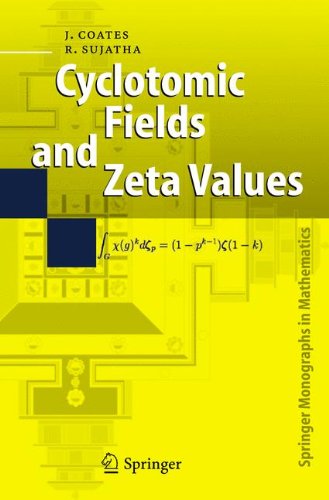 J. COATES
R. SUJATHA
Cyclotomic
Fields
and
Zeta Values
∫_G χ(g)^k dζ_p = (1 − p^{k−1})ζ(1 − k)
Springer Monographs in Mathematics
Springer